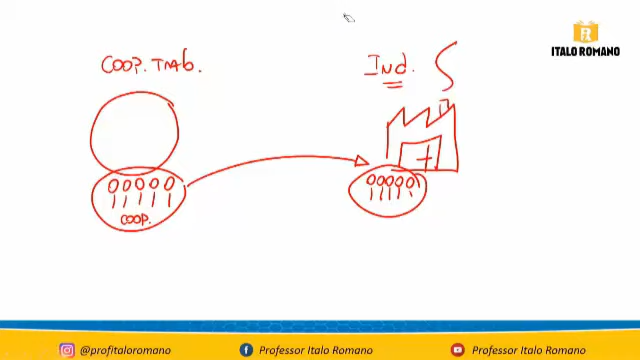 COOP. TRAB.
Ind.
COOP.
ITALO ROMANO
@profitaloromano
Professor Italo Romano
Professor Italo Romano